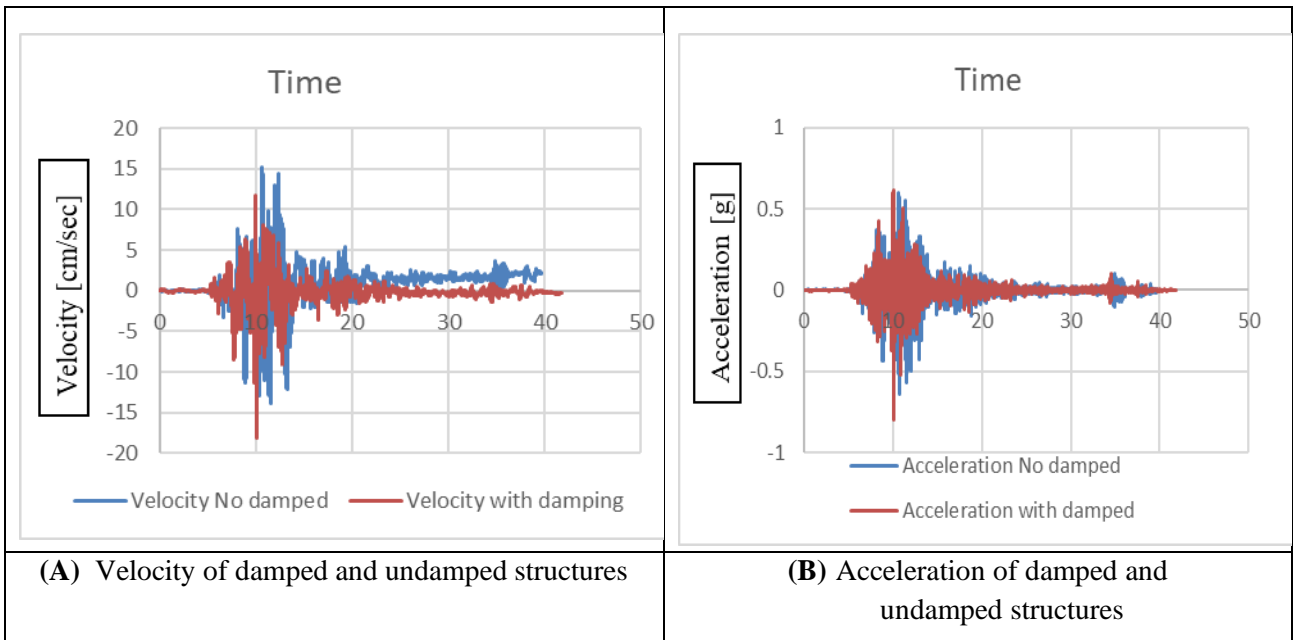 Time
Velocity [cm/sec]
20
15
10
5
0
-5
-10
-15
-20
0 10 20 30 40 50
Velocity No damped Velocity with damping
(A) Velocity of damped and undamped structures
Time
Acceleration [g]
1
0.5
0
-0.5
-1
0 10 20 30 40 50
Acceleration No damped
Acceleration with damped
(B) Acceleration of damped and
undamped structures